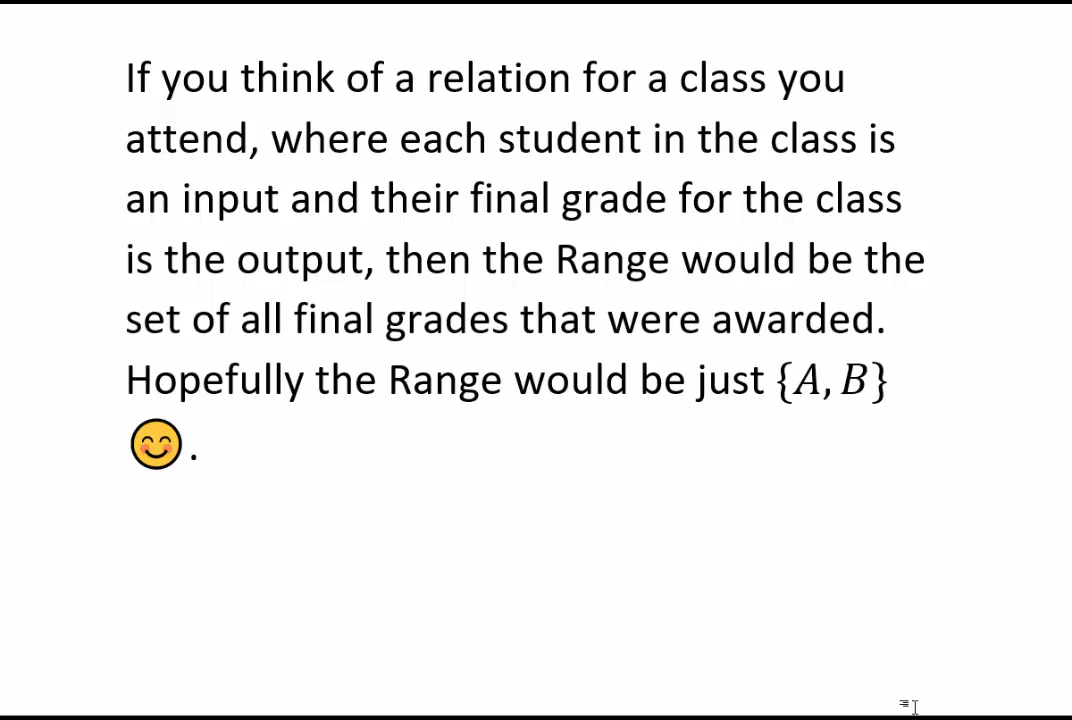 If you think of a relation for a class you
attend, where each student in the class is
an input and their final grade for the class
is the output, then the Range would be the
set of all final grades that were awarded.
Hopefully the Range would be just {A, B}
😊.